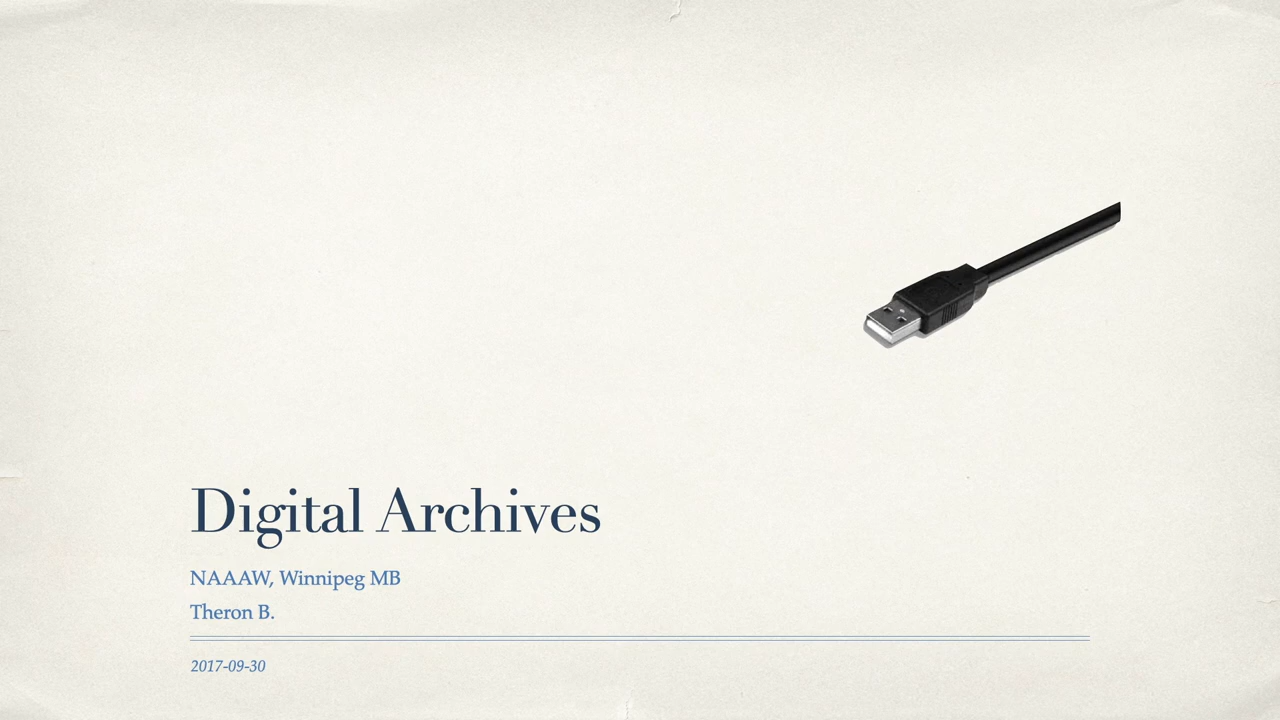 Digital Archives
NAAAW, Winnipeg MB
Theron B.
2017-09-30